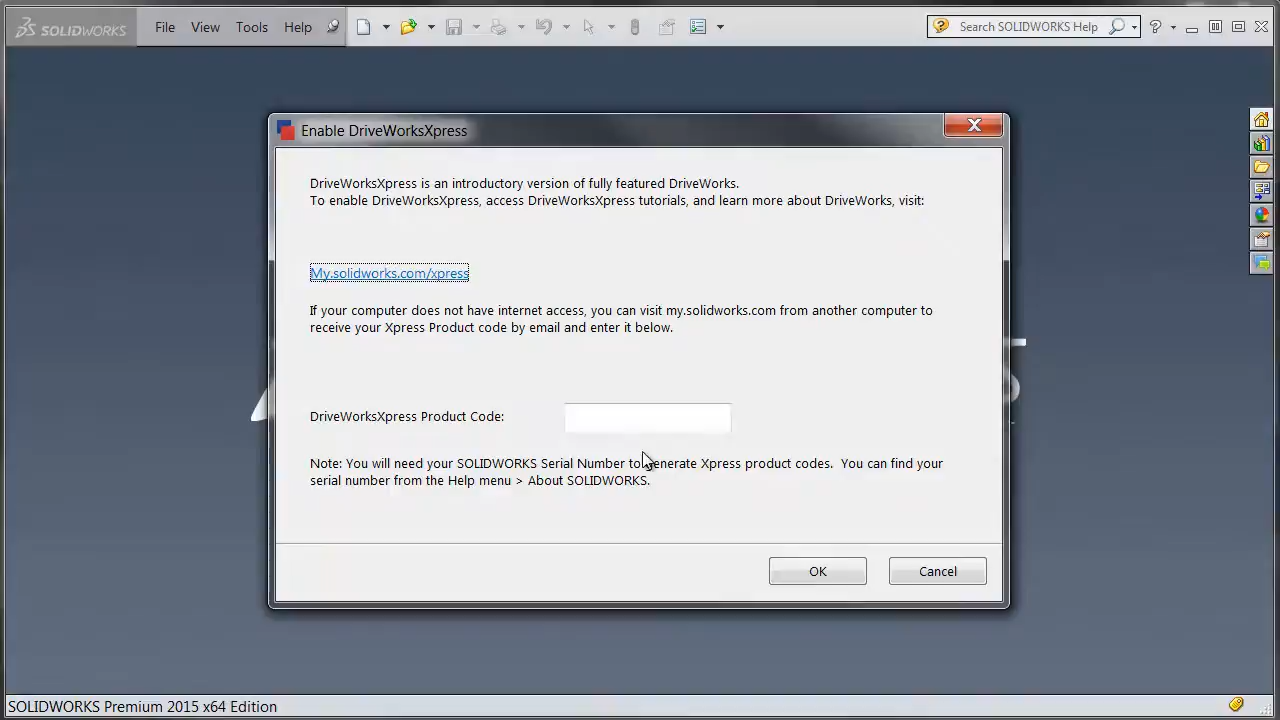 SOLIDWORKS File View Tools Help Search SOLIDWORKS Help ?
Enable DriveWorksXpress
DriveWorksXpress is an introductory version of fully featured DriveWorks.
To enable DriveWorksXpress, access DriveWorksXpress tutorials, and learn more about DriveWorks, visit:
My.solidworks.com/xpress
If your computer does not have internet access, you can visit my.solidworks.com from another computer to
receive your Xpress Product code by email and enter it below.
DriveWorksXpress Product Code:
Note: You will need your SOLIDWORKS Serial Number to generate Xpress product codes. You can find your
serial number from the Help menu > About SOLIDWORKS.
OK Cancel
SOLIDWORKS Premium 2015 x64 Edition